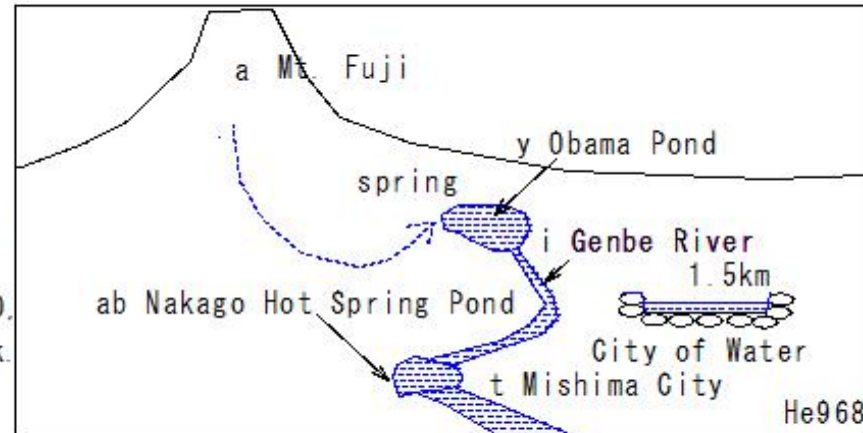 a Mt. Fuji
y Obama Pond
spring
i Genbe River
1.5km
ab Nakago Hot Spring Pond
City of Water
t Mishima City
He968